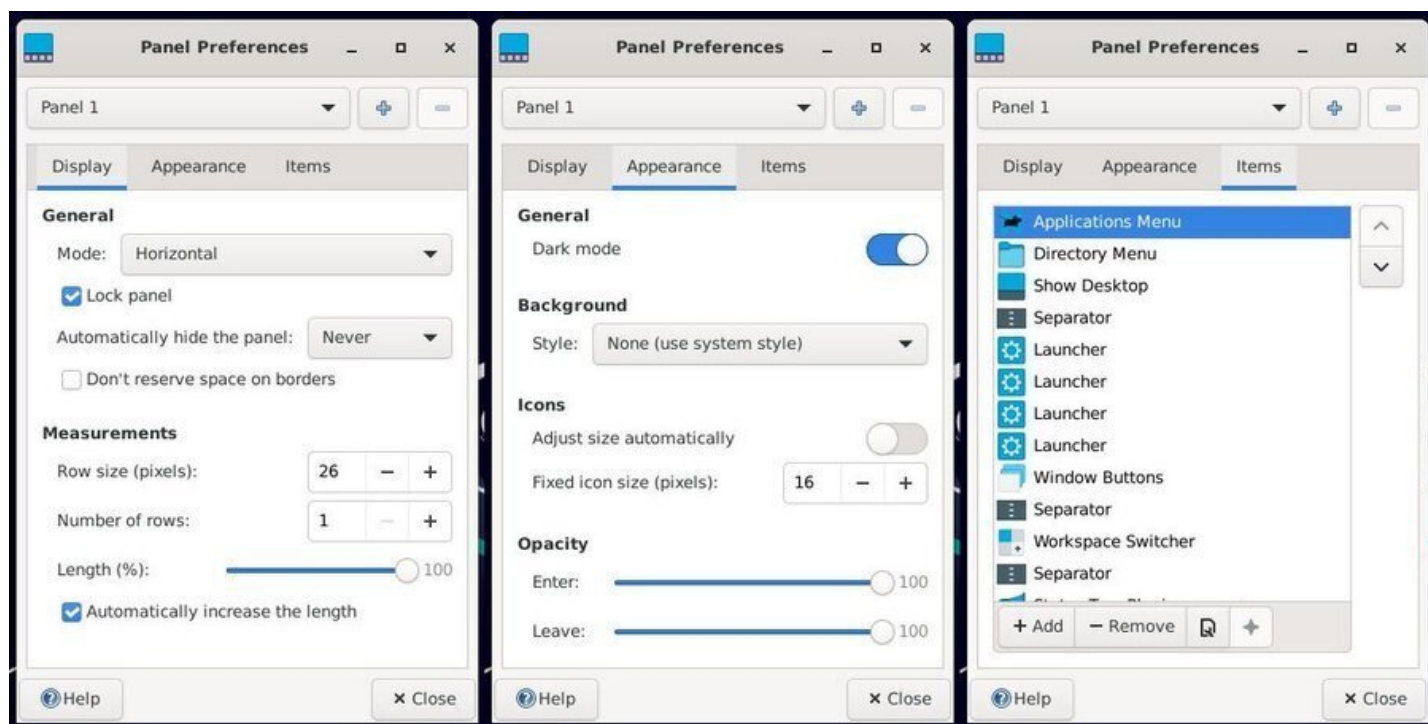 Panel Preferences
Panel 1
Display Appearance Items
General
Mode: Horizontal
Lock panel
Automatically hide the panel: Never
Don't reserve space on borders
Measurements
Row size (pixels): 26
Number of rows: 1
Length (%): 100
Automatically increase the length
Help Close
Panel Preferences
Panel 1
Display Appearance Items
General
Dark mode
Background
Style: None (use system style)
Icons
Adjust size automatically
Fixed icon size (pixels): 16
Opacity
Enter: 100
Leave: 100
Help Close
Panel Preferences
Panel 1
Display Appearance Items
Applications Menu
Directory Menu
Show Desktop
Separator
Launcher
Launcher
Launcher
Launcher
Window Buttons
Separator
Workspace Switcher
Separator
Add Remove
Help Close